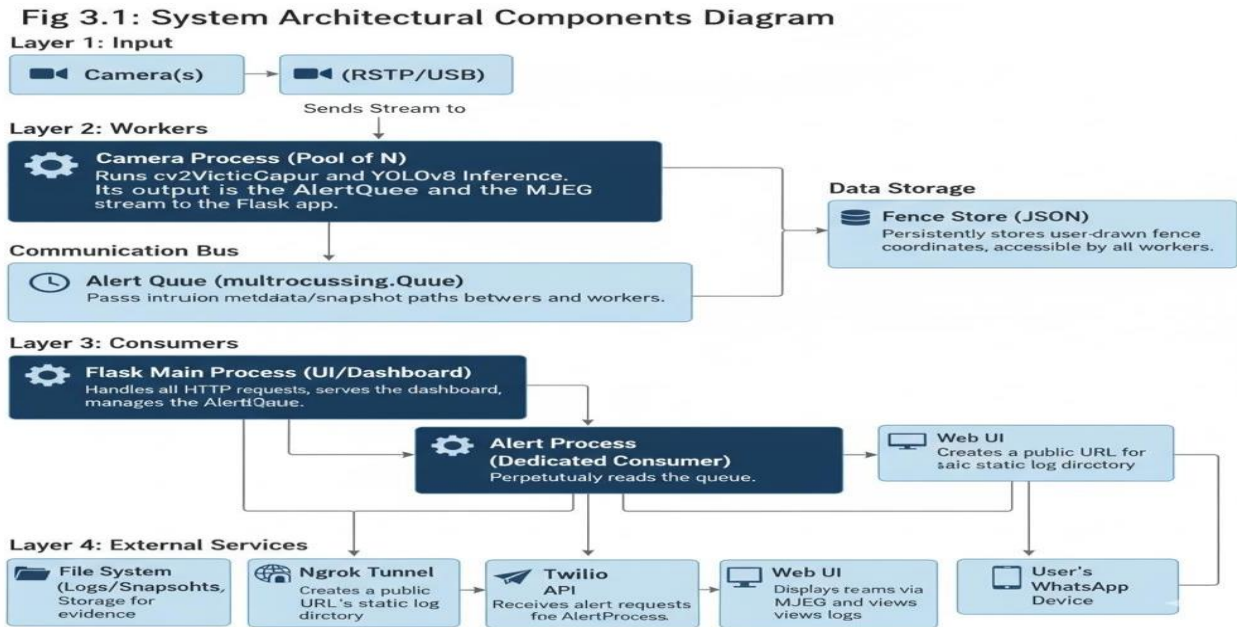 Fig 3.1: System Architectural Components Diagram
Layer 1: Input
Camera(s)
(RSTP/USB)
Sends Stream to
Layer 2: Workers
Camera Process (Pool of N)
Runs cv2VicticCapur and YOLOv8 Inference.
Its output is the AlertQuee and the MJEG
stream to the Flask app.
Data Storage
Fence Store (JSON)
Persistently stores user-drawn fence
coordinates, accessible by all workers.
Communication Bus
Alert Quue (multrocussing.Quue)
Passs intruion metdaata/snapshot paths betwers and workers.
Layer 3: Consumers
Flask Main Process (UI/Dashboard)
Handles all HTTP requests, serves the dashboard,
manages the AlertiQaue.
Alert Process
(Dedicated Consumer)
Perpetutualy reads the queue.
Web UI
Creates a public URL for
saic static log dircctory
Layer 4: External Services
File System
(Logs/Snapsohts,
Storage for
evidence
Ngrok Tunnel
Creates a public
URL's static log
dirctory
Twilio
API
Receives alert requests
foe AlertProcess.
Web UI
Displays reams via
MJEG and views
views logs
User's
WhatsApp
Device